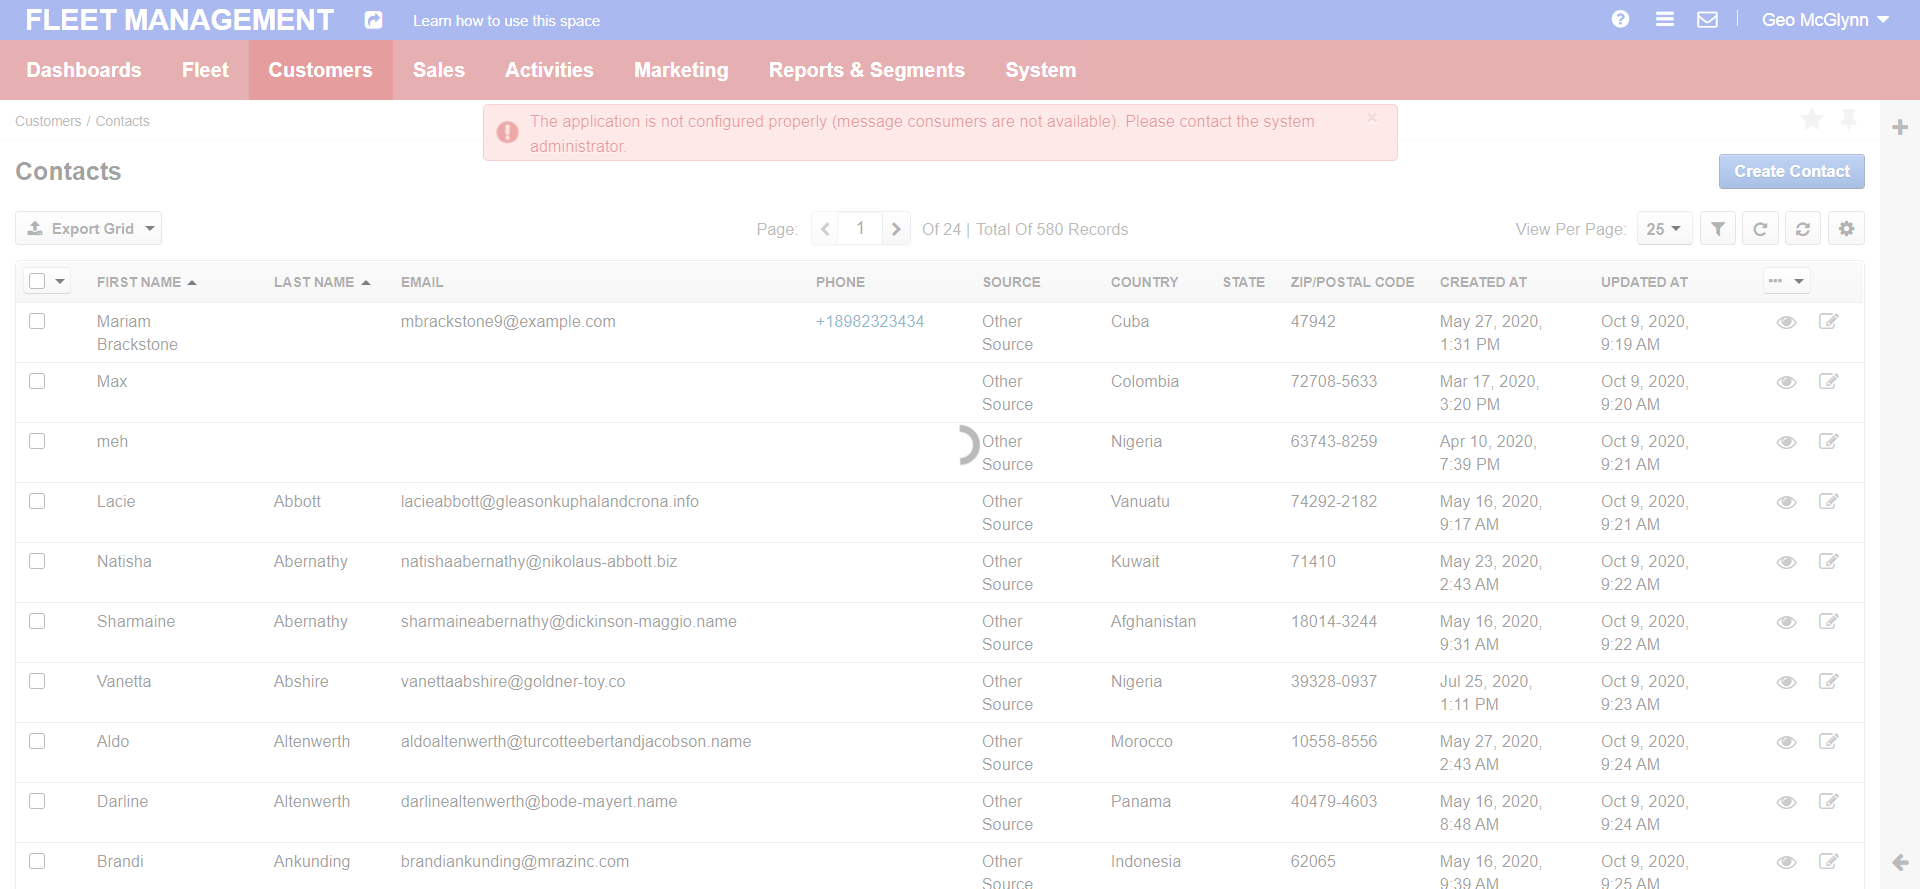 FLEET MANAGEMENT Learn how to use this space Geo McGlynn
Dashboards Fleet Customers Sales Activities Marketing Reports & Segments System
Customers / Contacts
The application is not configured properly (message consumers are not available). Please contact the system
administrator.
×
Contacts
Create Contact
Export Grid Page: 1 Of 24 | Total Of 580 Records View Per Page: 25
FIRST NAME LAST NAME EMAIL PHONE SOURCE COUNTRY STATE ZIP/POSTAL CODE CREATED AT UPDATED AT
Mariam mbrackstone9@example.com +18982323434 Other Cuba 47942 May 27, 2020, Oct 9, 2020,
Brackstone Source 1:31 PM 9:19 AM
Max Other Colombia 72708-5633 Mar 17, 2020, Oct 9, 2020,
Source 3:20 PM 9:20 AM
meh Other Nigeria 63743-8259 Apr 10, 2020, Oct 9, 2020,
Source 7:39 PM 9:21 AM
Lacie Abbott lacieabbott@gleasonkuphalandcrona.info Other Vanuatu 74292-2182 May 16, 2020, Oct 9, 2020,
Source 9:17 AM 9:21 AM
Natisha Abernathy natishaabernathy@nikolaus-abbott.biz Other Kuwait 71410 May 23, 2020, Oct 9, 2020,
Source 2:43 AM 9:22 AM
Sharmaine Abernathy sharmaineabernathy@dickinson-maggio.name Other Afghanistan 18014-3244 May 16, 2020, Oct 9, 2020,
Source 9:31 AM 9:22 AM
Vanetta Abshire vanettaabshire@goldner-toy.co Other Nigeria 39328-0937 Jul 25, 2020, Oct 9, 2020,
Source 1:11 PM 9:23 AM
Aldo Altenwerth aldoaltenwerth@turcotteebertandjacobson.name Other Morocco 10558-8556 May 27, 2020, Oct 9, 2020,
Source 2:43 AM 9:24 AM
Darline Altenwerth darlinealtenwerth@bode-mayert.name Other Panama 40479-4603 May 16, 2020, Oct 9, 2020,
Source 8:48 AM 9:24 AM
Brandi Ankunding brandiankunding@mrazinc.com Other Indonesia 62065 May 16, 2020, Oct 9, 2020,
Source 9:39 AM 9:25 AM